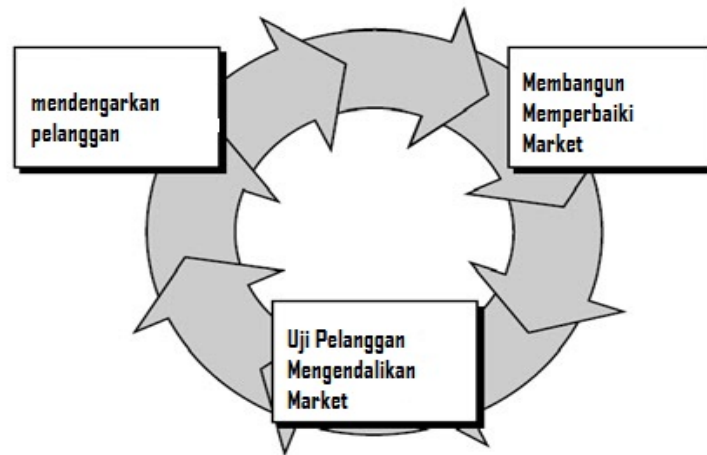 mendengarkan
pelanggan
Membangun
Memperbaiki
Market
Uji Pelanggan
Mengendalikan
Market